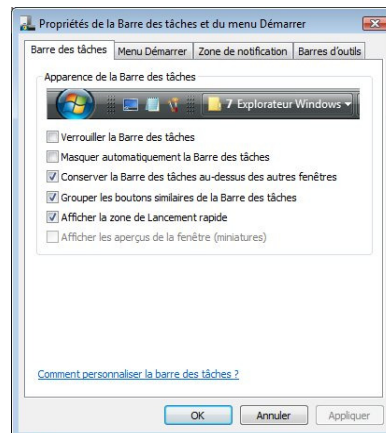 Propriétés de la Barre des tâches et du menu Démarrer
Barre des tâches Menu Démarrer Zone de notification Barres d'outils
Apparence de la Barre des tâches
7 Explorateur Windows
Verrouiller la Barre des tâches
Masquer automatiquement la Barre des tâches
Conserver la Barre des tâches au-dessus des autres fenêtres
Grouper les boutons similaires de la Barre des tâches
Afficher la zone de Lancement rapide
Afficher les aperçus de la fenêtre (miniatures)
Comment personnaliser la barre des tâches ?
OK Annuler Appliquer